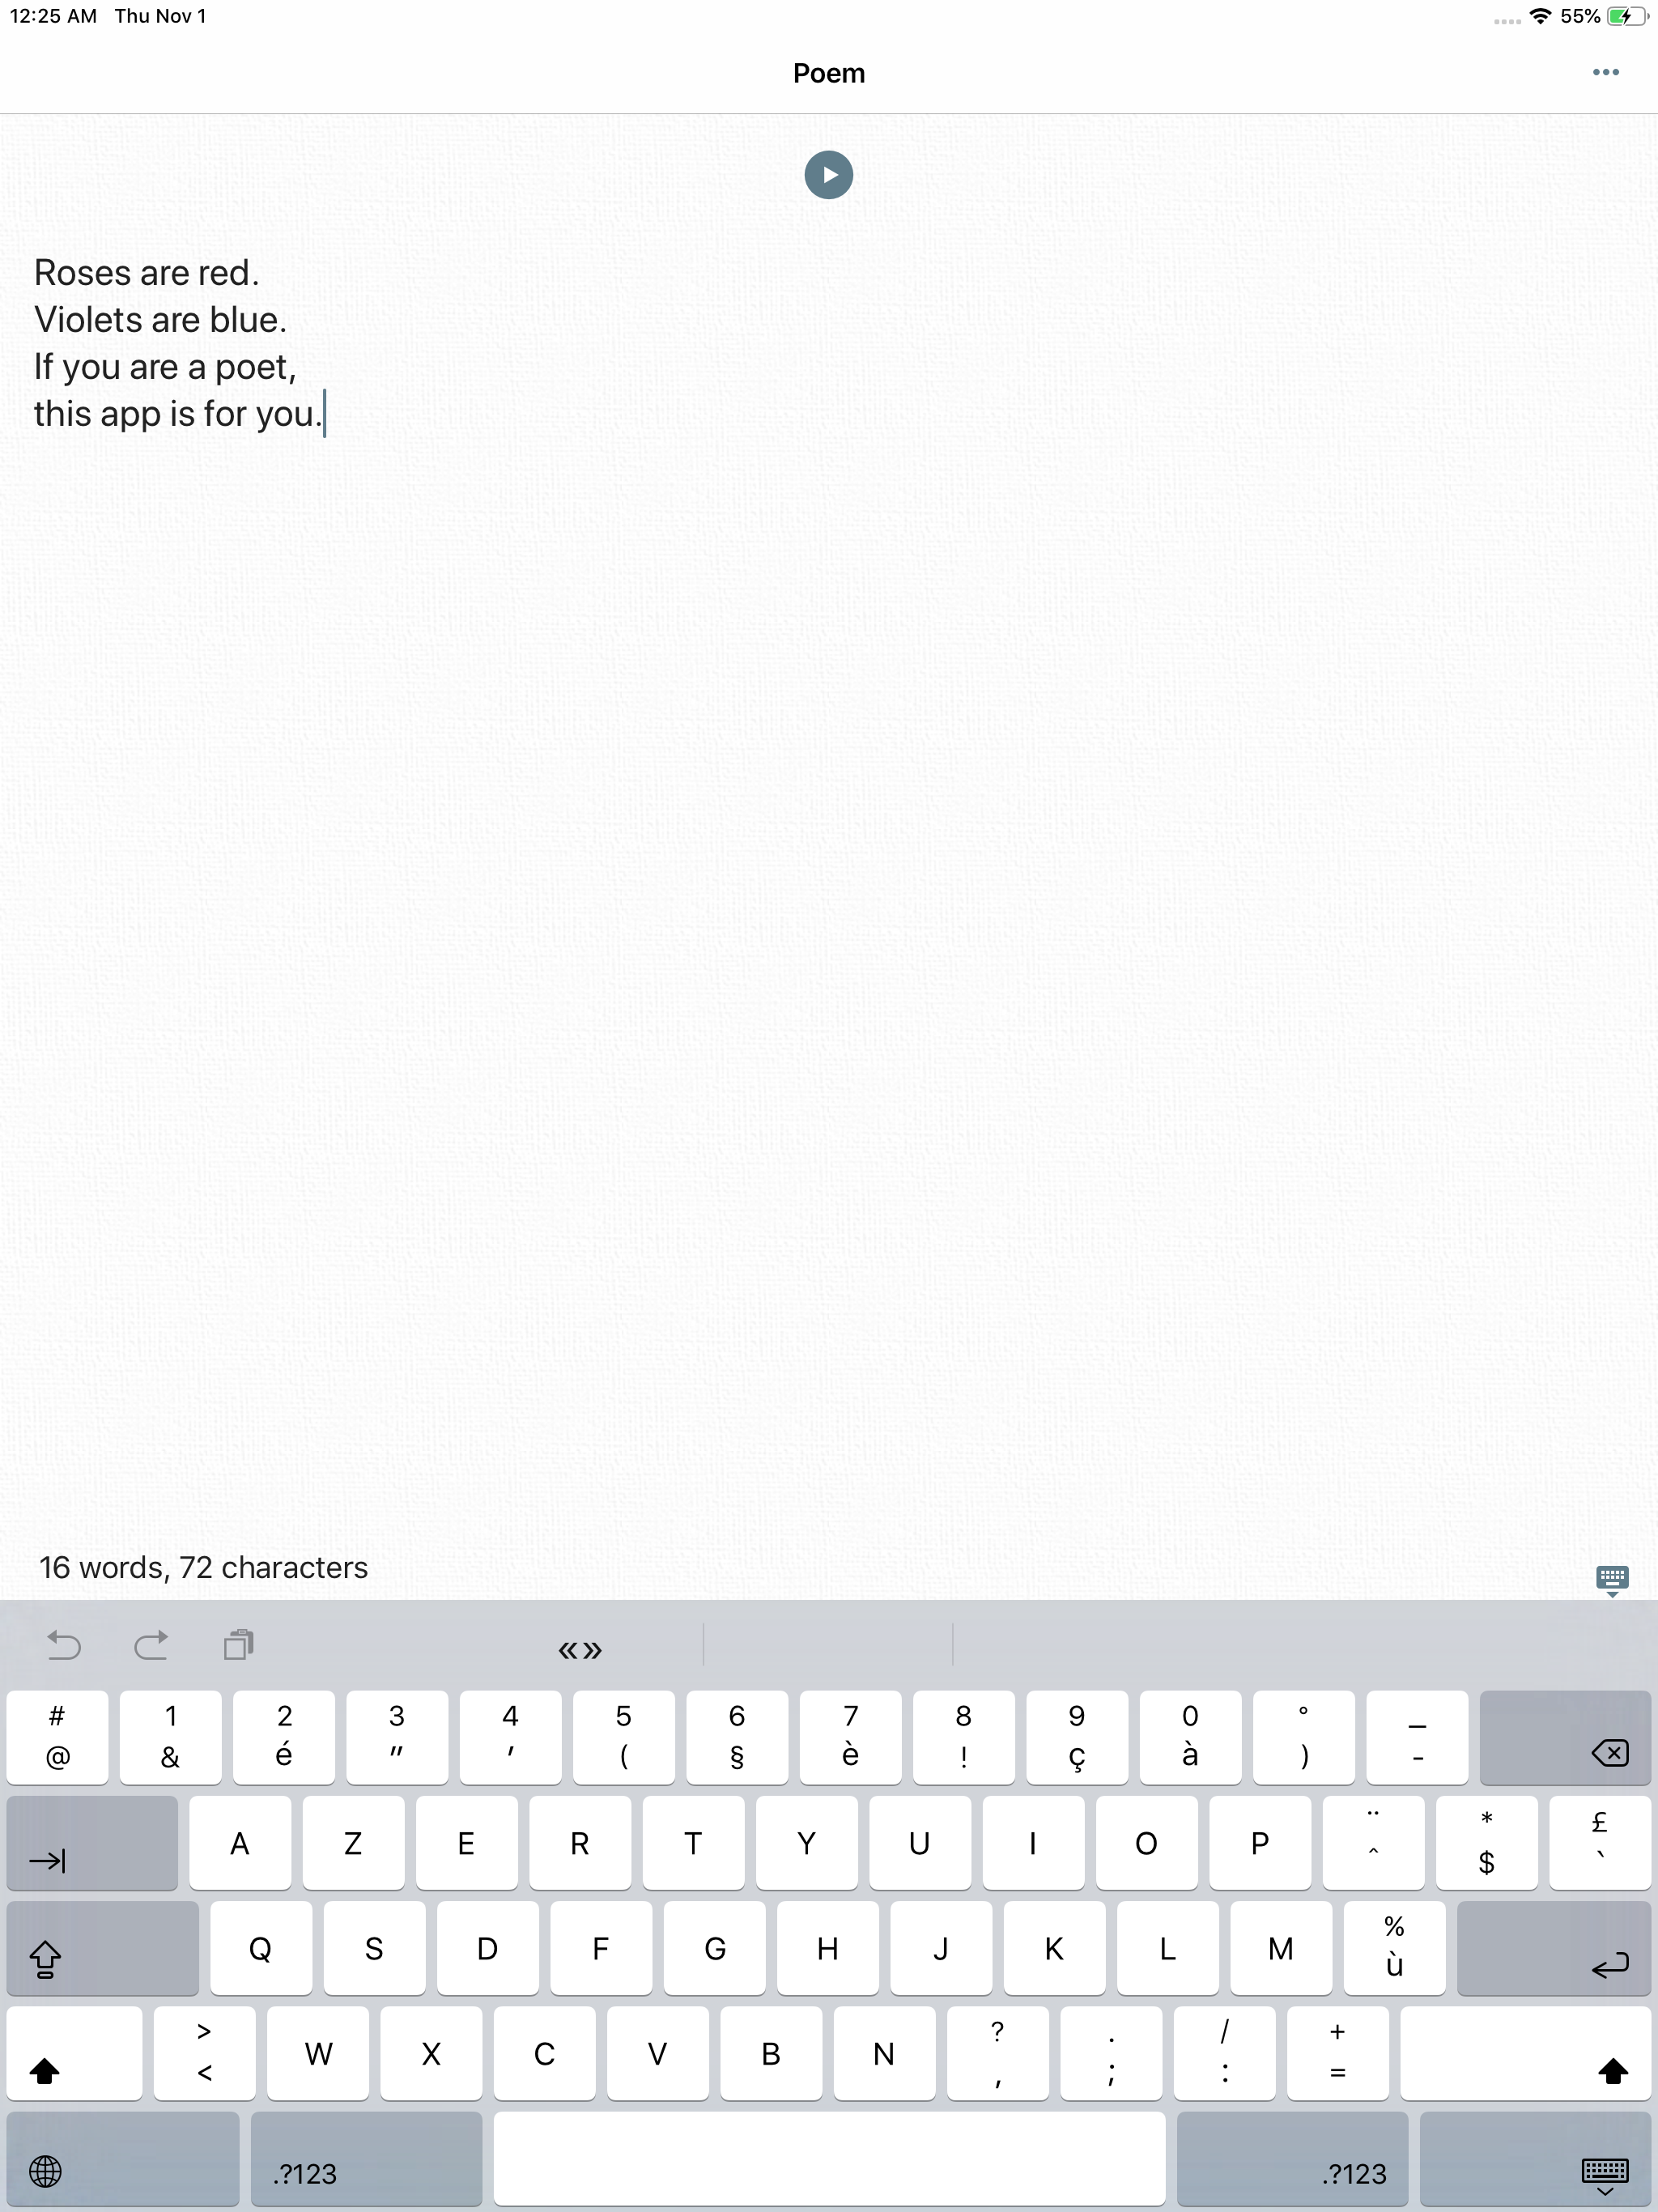 12:25 AM Thu Nov 1 55%
Poem
Roses are red.
Violets are blue.
If you are a poet,
this app is for you.
16 words, 72 characters
«»
# 1 2 3 4 5 6 7 8 9 0 ° _
@ & é " ' ( § è ! ç à ) -
A Z E R T Y U I O P ¨ * £
^ $ `
Q S D F G H J K L M %
ù
> W X C V B N ? . / +
< , ; : =
.?123 .?123